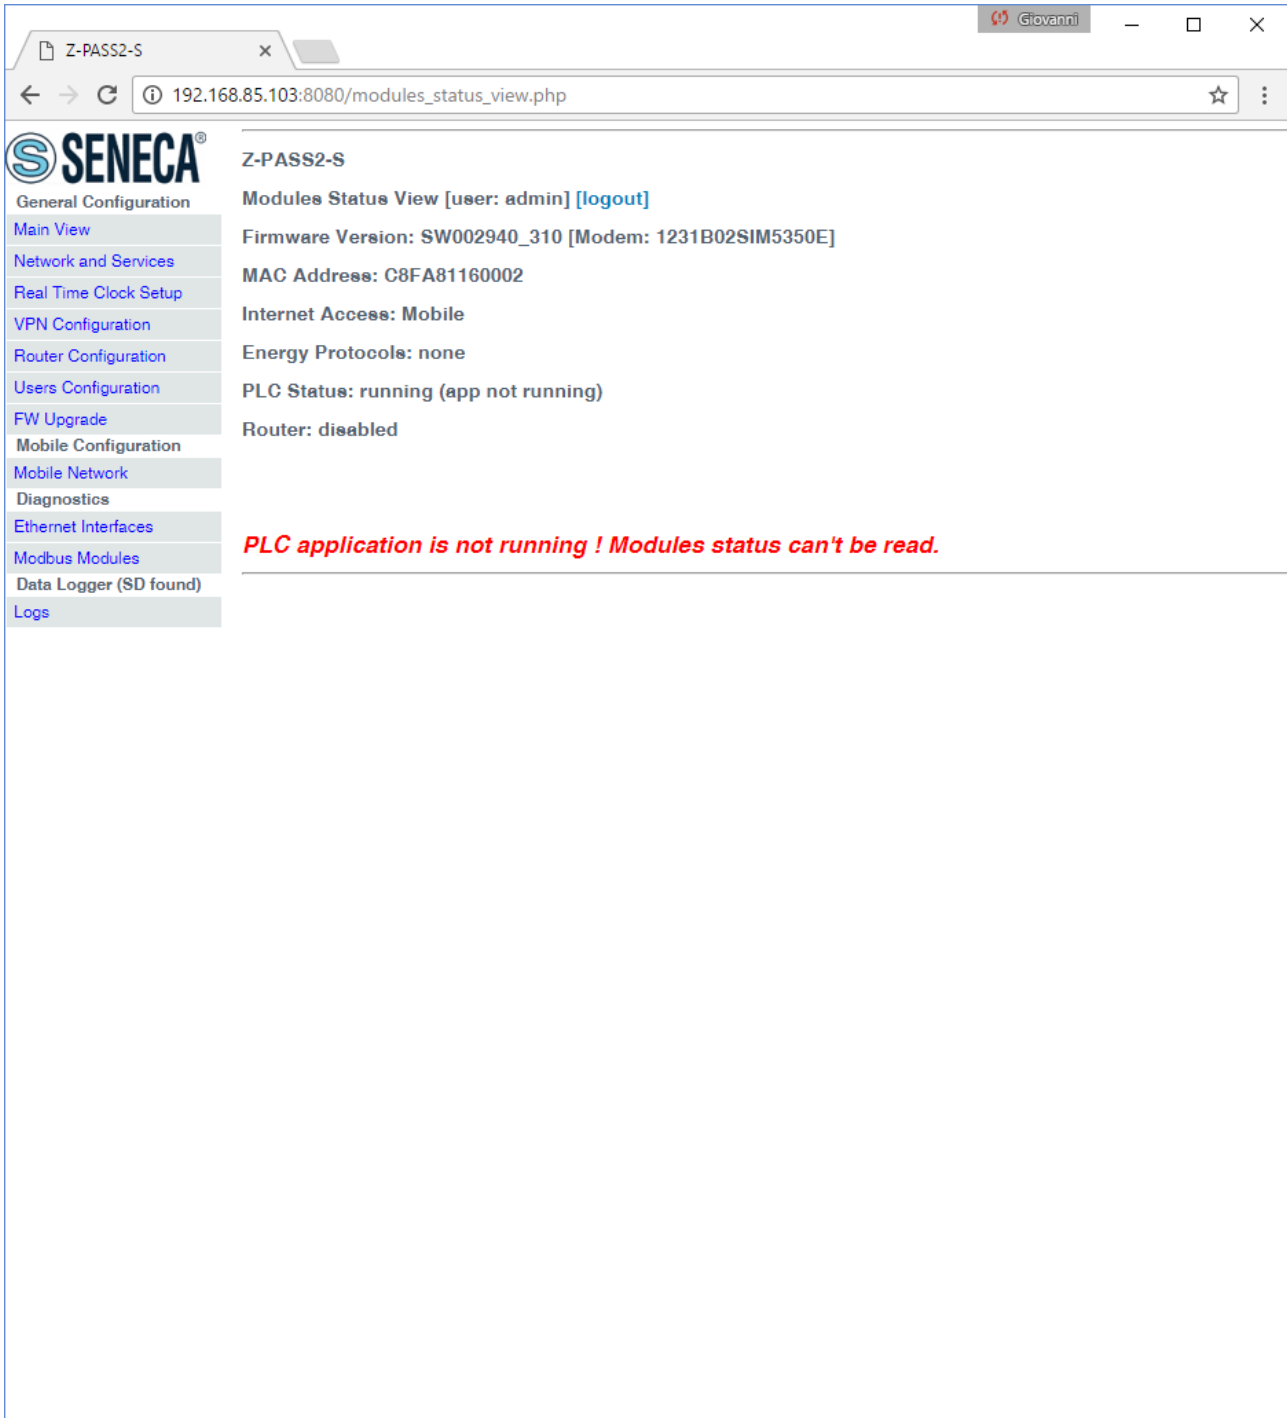 Giovanni
Z-PASS2-S
192.168.85.103:8080/modules_status_view.php
SENECA®
General Configuration
Main View
Network and Services
Real Time Clock Setup
VPN Configuration
Router Configuration
Users Configuration
FW Upgrade
Mobile Configuration
Mobile Network
Diagnostics
Ethernet Interfaces
Modbus Modules
Data Logger (SD found)
Logs
Z-PASS2-S
Modules Status View [user: admin] [logout]
Firmware Version: SW002940_310 [Modem: 1231B02SIM5350E]
MAC Address: C8FA81160002
Internet Access: Mobile
Energy Protocols: none
PLC Status: running (app not running)
Router: disabled
PLC application is not running ! Modules status can't be read.